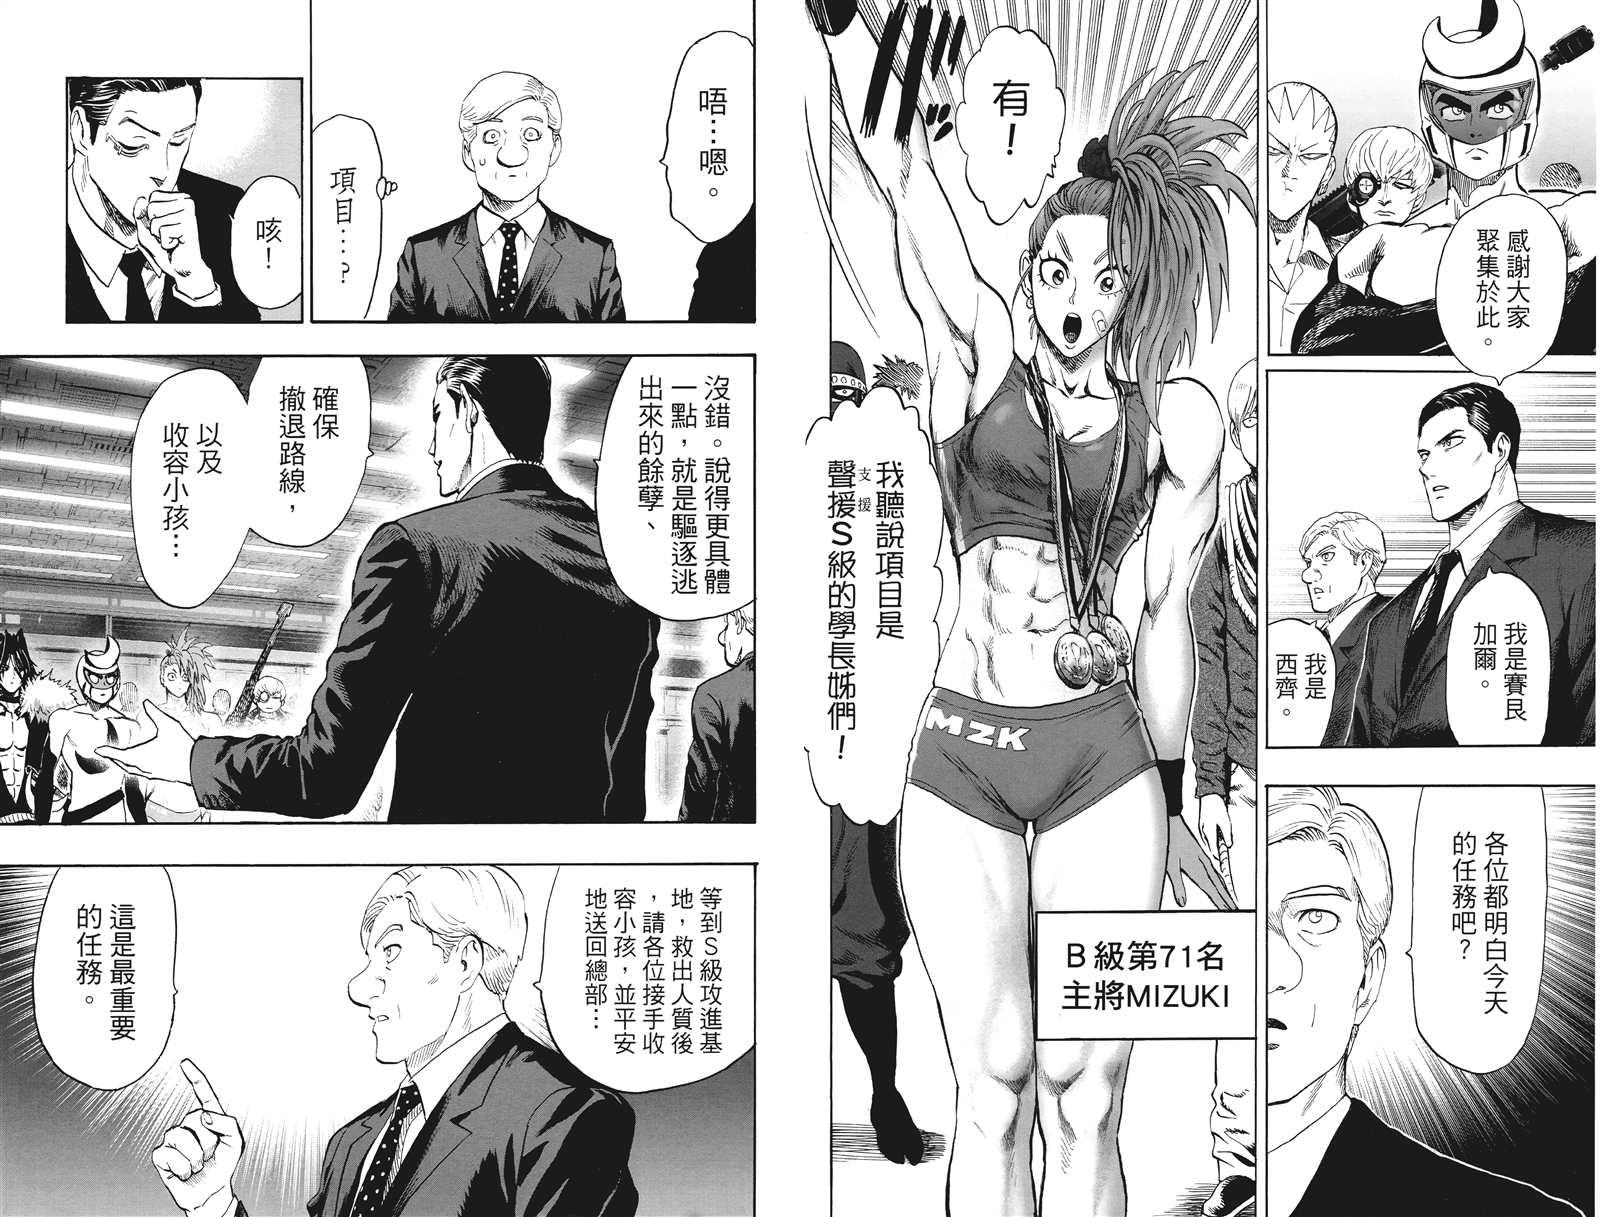 感謝大家
聚集於此。
我是賽艮
加爾。
我是
西齊。
各位都明白今天
的任務吧？
有！
我聽說項目是
支援
聲援S級的學長姊們！
MZK
B級第71名
主將MIZUKI
唔…嗯。
項目…？
咳！
沒錯。說得更具體
一點，就是驅逐逃
出來的餘孽、
確保
撤退路線，
以及
收容小孩…
等到S級攻進基
地，救出人質後
，請各位接手收
容小孩，並平安
地送回總部…
這是最重要
的任務。